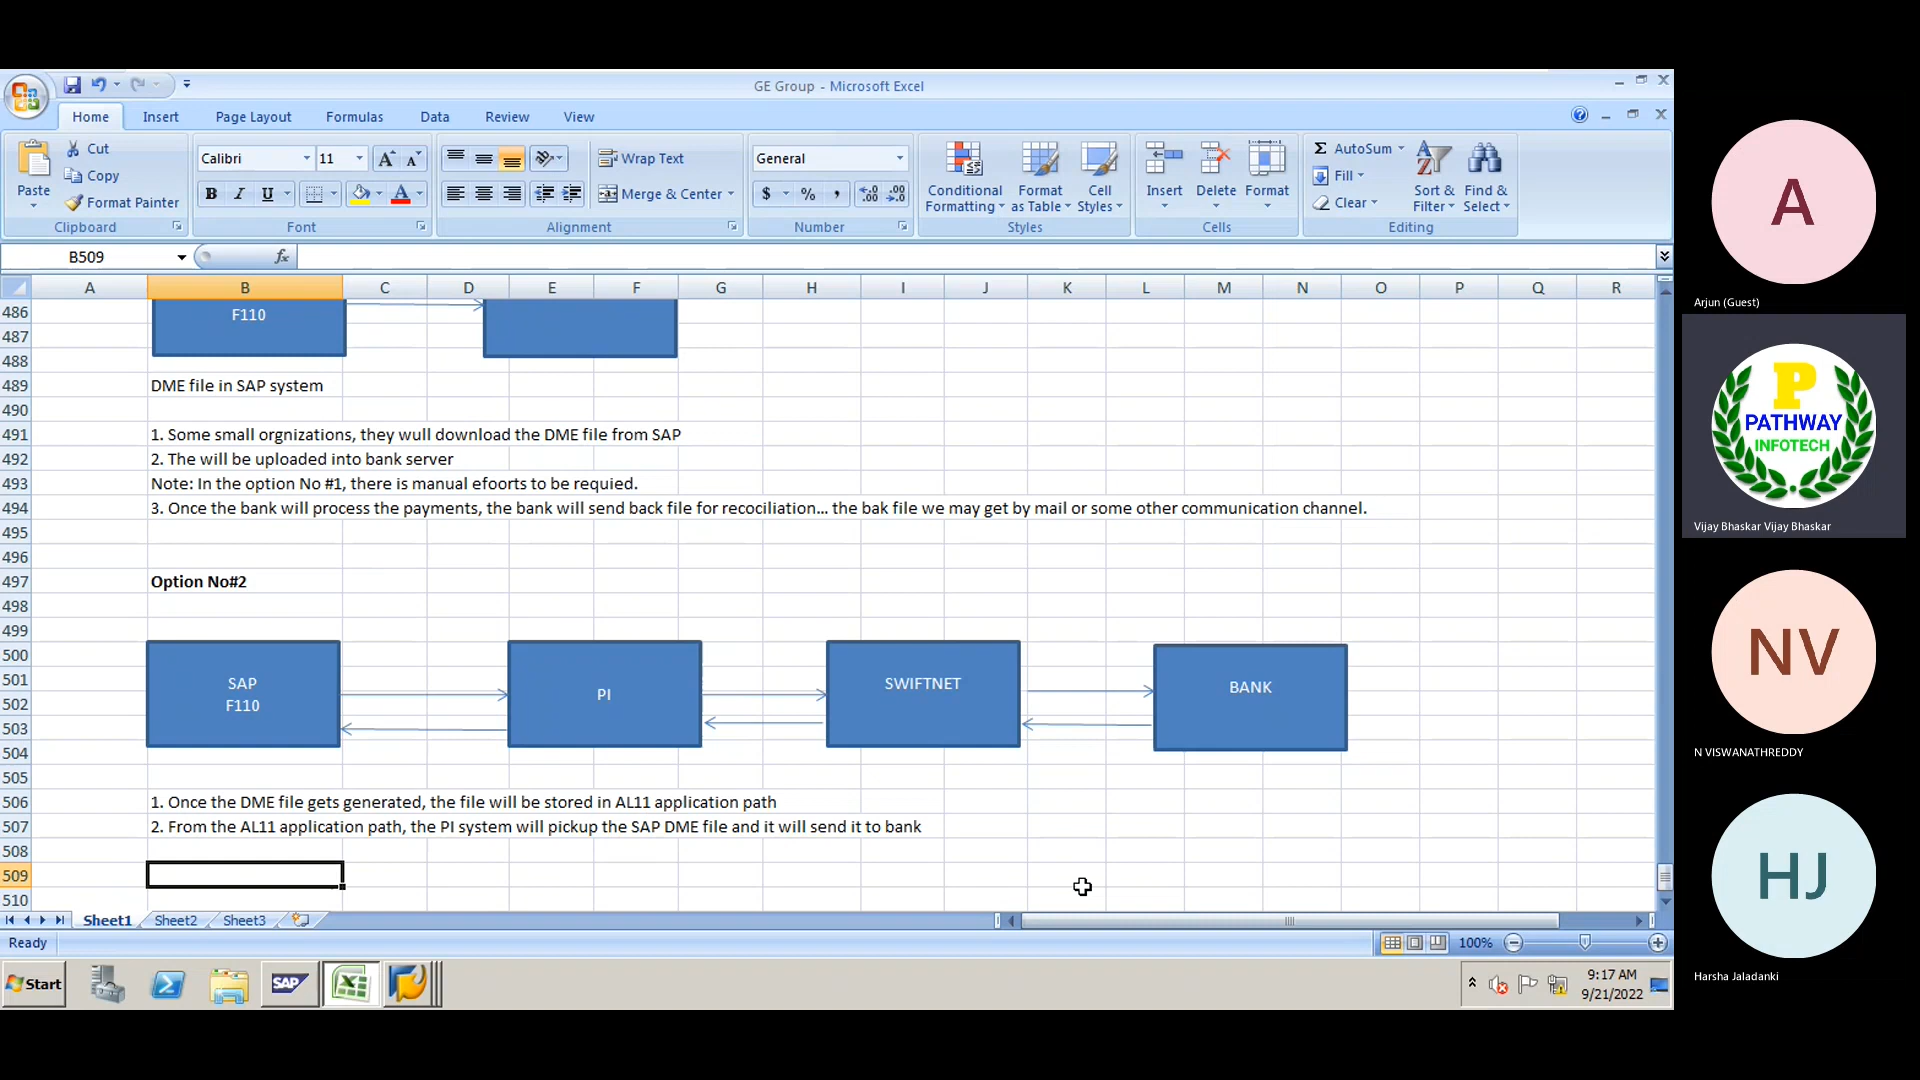 GE Group - Microsoft Excel
Home Insert Page Layout Formulas Data Review View
Paste Cut Copy Format Painter Clipboard
Calibri 11 B I U Font
Wrap Text Merge & Center Alignment
General $ % , Number
Conditional Formatting Format as Table Cell Styles Styles
Insert Delete Format Cells
Σ AutoSum Fill Clear Sort & Filter Find & Select Editing
B509 fx
A B C D E F G H I J K L M N O P Q R
486 F110
487
488
489 DME file in SAP system
490
491 1. Some small orgnizations, they wull download the DME file from SAP
492 2. The will be uploaded into bank server
493 Note: In the option No #1, there is manual efoorts to be requied.
494 3. Once the bank will process the payments, the bank will send back file for recociliation... the bak file we may get by mail or some other communication channel.
495
496
497 Option No#2
498
499
500
501 SAP PI SWIFTNET BANK
502 F110
503
504
505
506 1. Once the DME file gets generated, the file will be stored in AL11 application path
507 2. From the AL11 application path, the PI system will pickup the SAP DME file and it will send it to bank
508
509
510
Sheet1 Sheet2 Sheet3
Ready 100%
Start SAP 9:17 AM
9/21/2022
A
Arjun (Guest)
P
PATHWAY
INFOTECH
Vijay Bhaskar Vijay Bhaskar
NV
N VISWANATHREDDY
HJ
Harsha Jaladanki